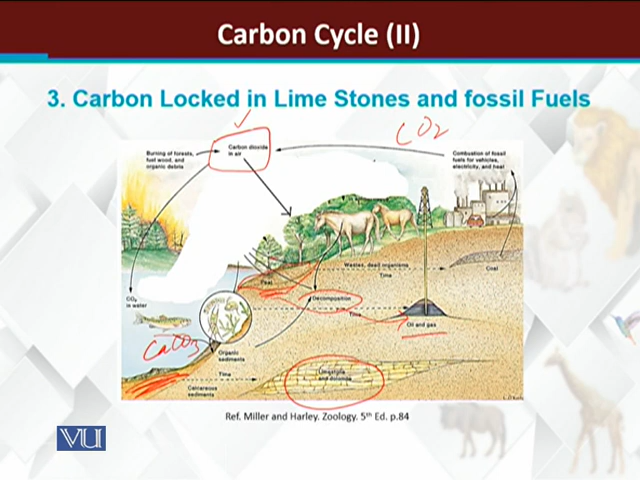 Carbon Cycle (II)
3. Carbon Locked in Lime Stones and fossil Fuels
CO2
Burning of forests,
fuel wood, and
organic debris
Carbon dioxide
in air
Combustion of fossil
fuels for vehicles,
electricity, and heat
Wastes, dead organisms
Time
Coal
Peat
CO₂
in water
Decomposition
Time
Oil and gas
CaCO3
Organic
sediments
Time
Limestone
and dolomite
Calcareous
sediments
Ref. Miller and Harley. Zoology. 5th Ed. p.84
VU